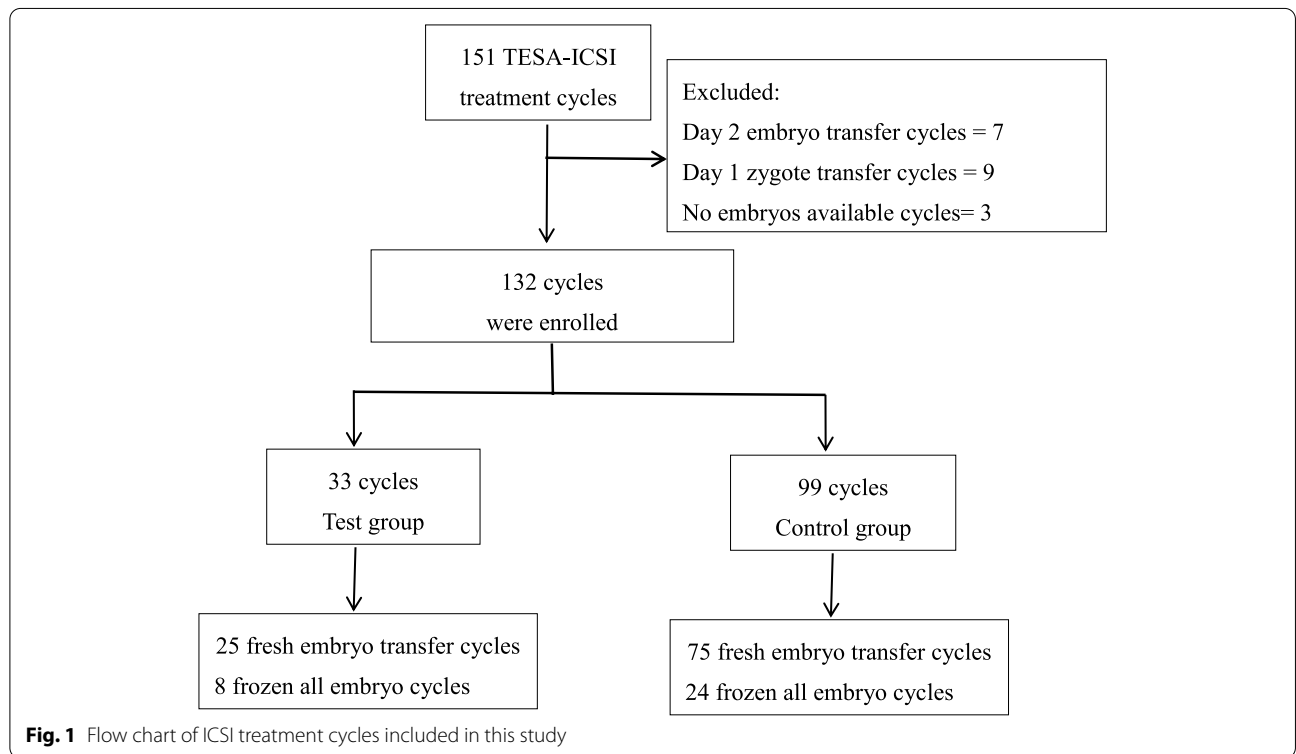 151 TESA-ICSI
treatment cycles
Excluded:
Day 2 embryo transfer cycles = 7
Day 1 zygote transfer cycles = 9
No embryos available cycles= 3
132 cycles
were enrolled
33 cycles
Test group
99 cycles
Control group
25 fresh embryo transfer cycles
8 frozen all embryo cycles
75 fresh embryo transfer cycles
24 frozen all embryo cycles
Fig. 1 Flow chart of ICSI treatment cycles included in this study